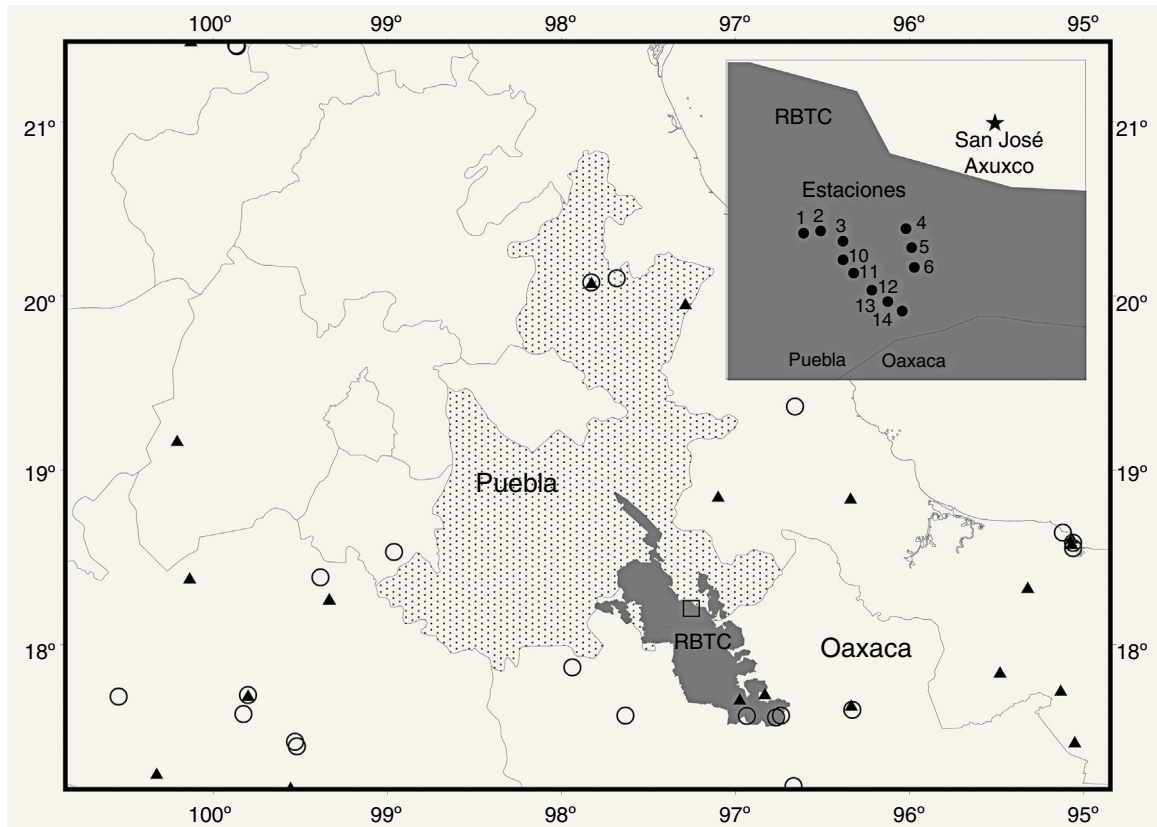 100º 99º 98º 97º 96º 95º
21º 21º
RBTC
San José
Axuxco
Estaciones
1 2 3 4
5
10 6
11
12
13
14
20º 20º
Puebla Oaxaca
19º 19º
Puebla
RBTC
Oaxaca
18º 18º
100º 99º 98º 97º 96º 95º